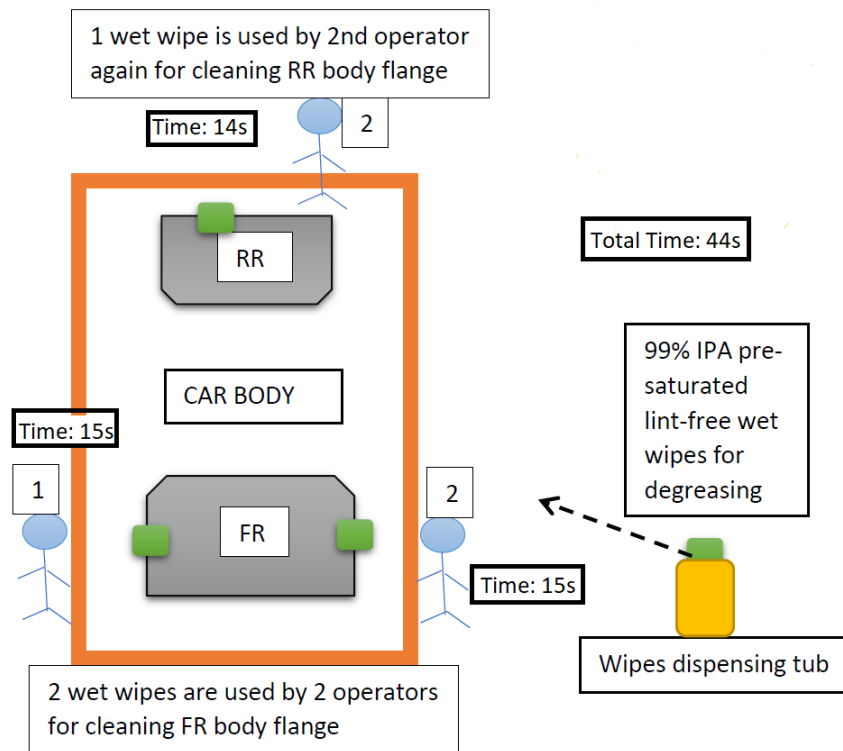 1 wet wipe is used by 2nd operator
again for cleaning RR body flange
Time: 14s
2
RR
Total Time: 44s
99% IPA pre-
saturated
lint-free wet
wipes for
degreasing
CAR BODY
Time: 15s
1
2
FR
Time: 15s
Wipes dispensing tub
2 wet wipes are used by 2 operators
for cleaning FR body flange